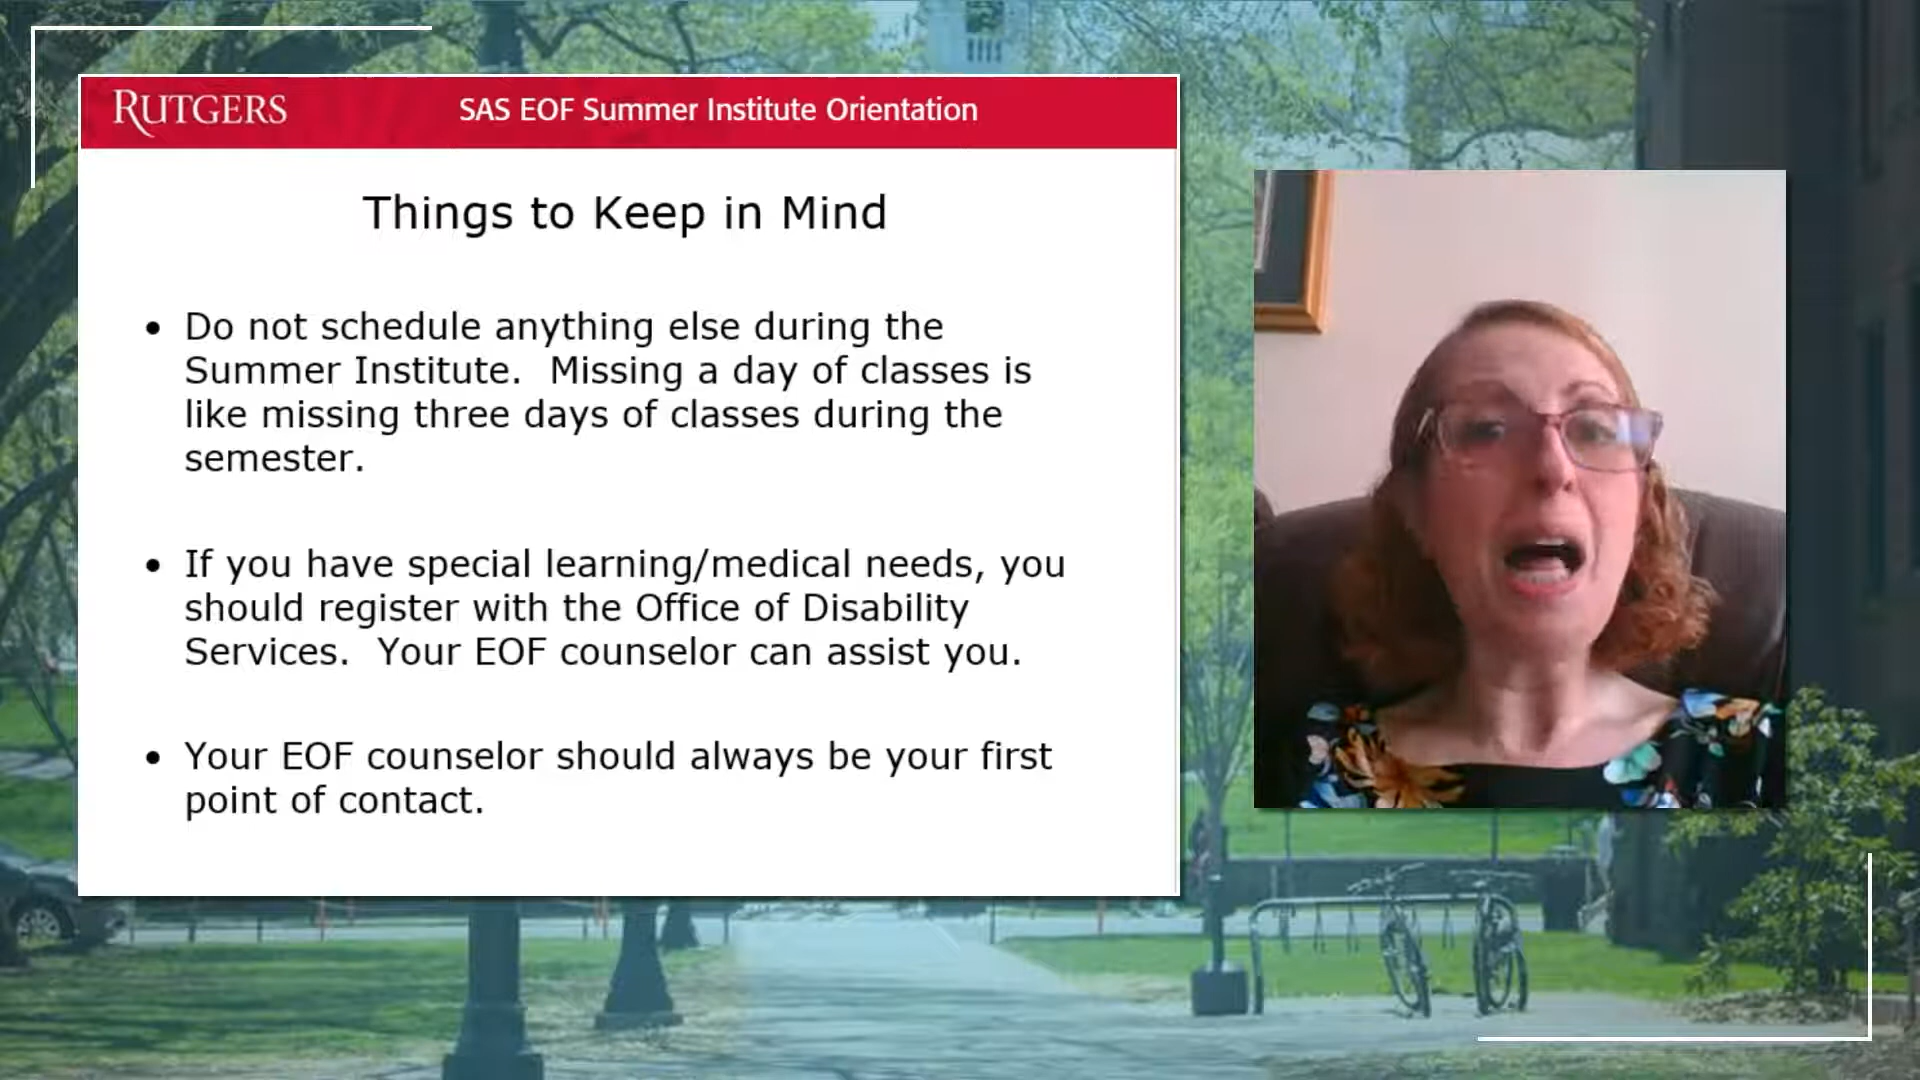 RUTGERS
SAS EOF Summer Institute Orientation
Things to Keep in Mind
• Do not schedule anything else during the
Summer Institute.  Missing a day of classes is
like missing three days of classes during the
semester.
• If you have special learning/medical needs, you
should register with the Office of Disability
Services.  Your EOF counselor can assist you.
• Your EOF counselor should always be your first
point of contact.